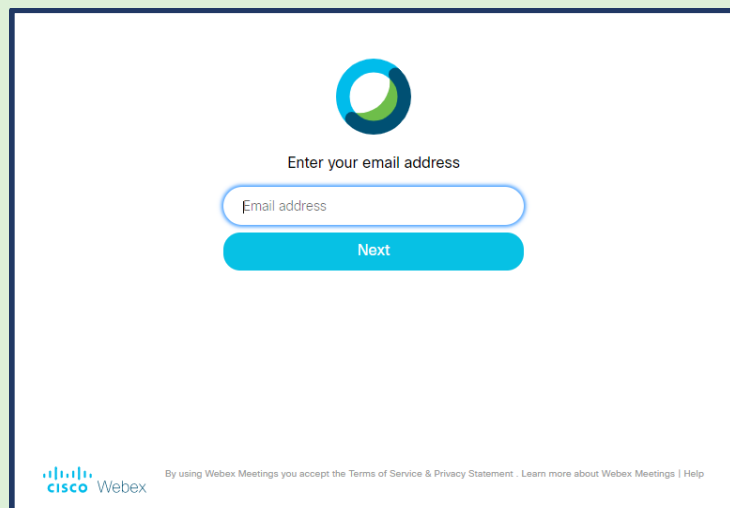 Enter your email address
Email address
Next
By using Webex Meetings you accept the Terms of Service & Privacy Statement . Learn more about Webex Meetings | Help
CISCO Webex